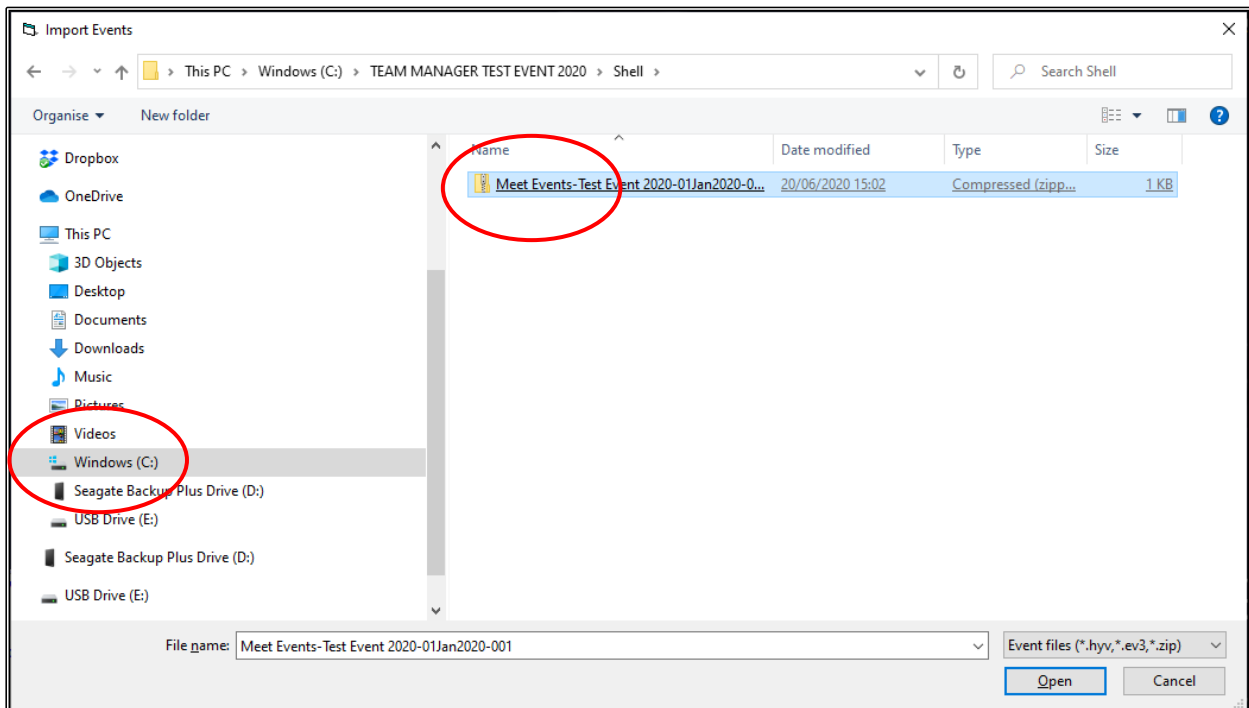 Import Events
This PC > Windows (C:) > TEAM MANAGER TEST EVENT 2020 > Shell >
Search Shell
Organise New folder
Name Date modified Type Size
Meet Events-Test Event 2020-01Jan2020-0... 20/06/2020 15:02 Compressed (zipp... 1 KB
Dropbox
OneDrive
This PC
3D Objects
Desktop
Documents
Downloads
Music
Pictures
Videos
Windows (C:)
Seagate Backup Plus Drive (D:)
USB Drive (E:)
Seagate Backup Plus Drive (D:)
USB Drive (E:)
File name: Meet Events-Test Event 2020-01Jan2020-001 Event files (*.hyv,*.ev3,*.zip)
Open Cancel